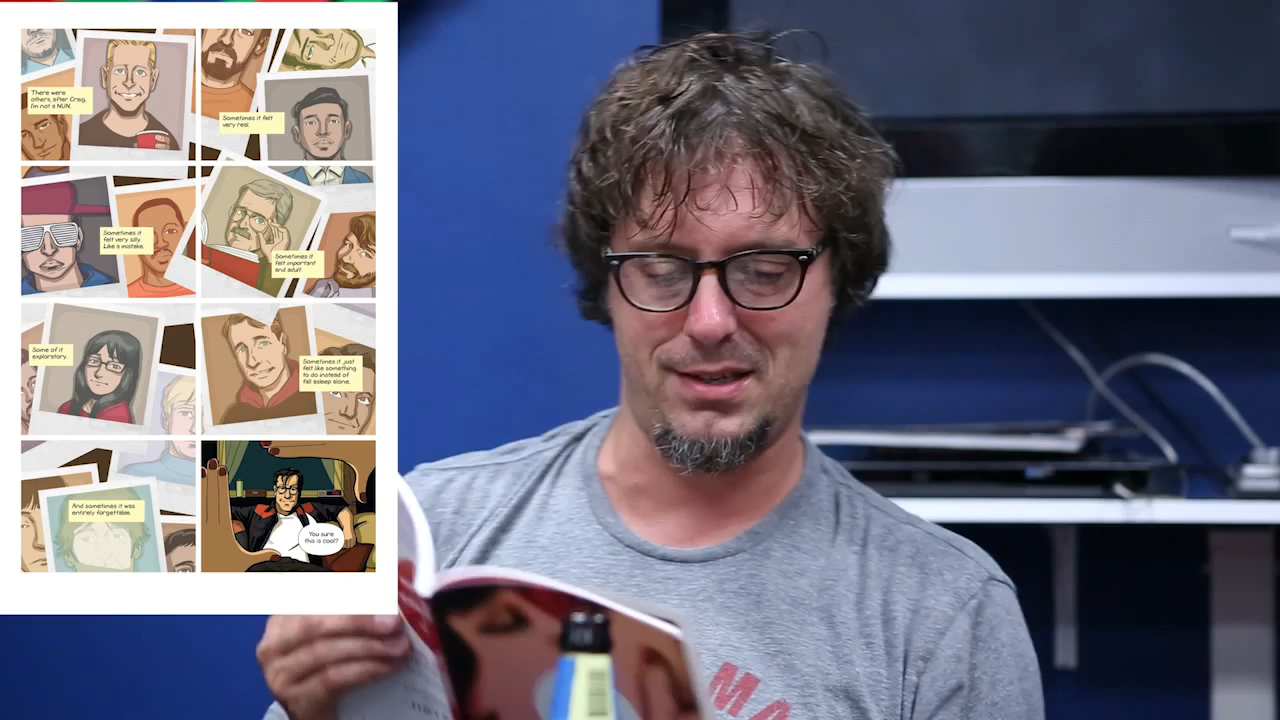 There were
others, after Craig.
I'm not a NUN.
Sometimes it felt
very real.
Sometimes it
felt very silly.
Like a mistake.
Sometimes it
felt important
and adult.
Some of it
exploratory.
Sometimes it just
felt like something
to do instead of
fall asleep alone.
And sometimes it was
entirely forgettable.
You sure
this is cool?
MA